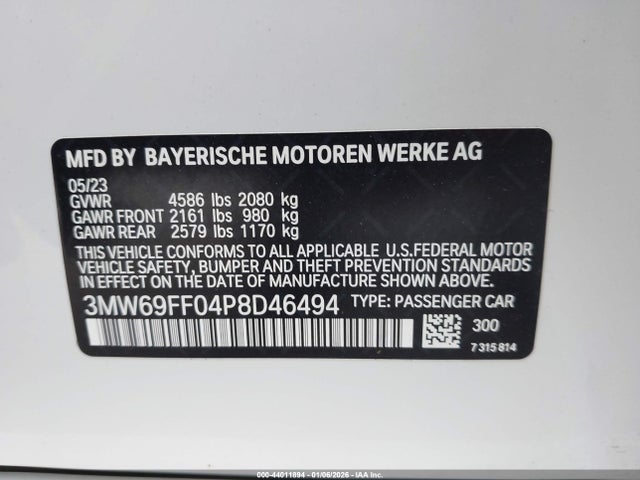 MFD BY BAYERISCHE MOTOREN WERKE AG
05/23
GVWR 4586 lbs 2080 kg
GAWR FRONT 2161 lbs 980 kg
GAWR REAR 2579 lbs 1170 kg
THIS VEHICLE CONFORMS TO ALL APPLICABLE U.S.FEDERAL MOTOR
VEHICLE SAFETY, BUMPER AND THEFT PREVENTION STANDARDS
IN EFFECT ON THE DATE OF MANUFACTURE SHOWN ABOVE.
3MW69FF04P8D46494 TYPE: PASSENGER CAR
300
7 315 814
000-44011894 - 01/06/2026 - IAA Inc.